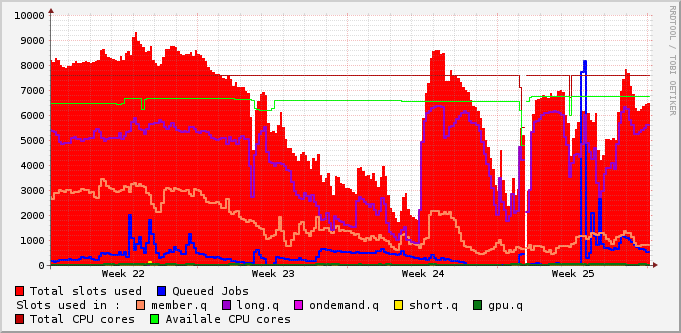 10000
9000
8000
7000
6000
5000
4000
3000
2000
1000
0
Week 22 Week 23 Week 24 Week 25
Total slots used Queued Jobs
Slots used in : member.q long.q ondemand.q short.q gpu.q
Total CPU cores Availale CPU cores
RRDTOOL / TOBI OETIKER